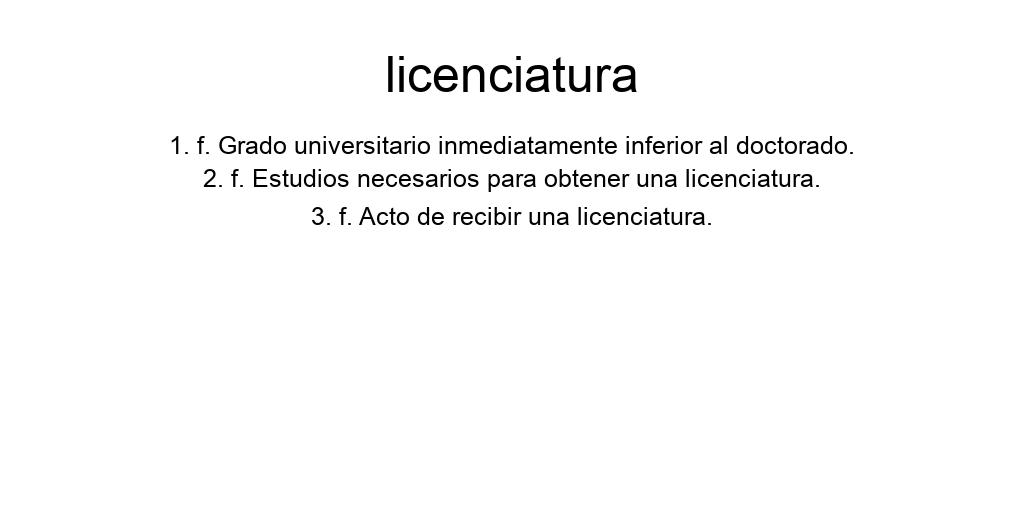 licenciatura
1. f. Grado universitario inmediatamente inferior al doctorado.
2. f. Estudios necesarios para obtener una licenciatura.
3. f. Acto de recibir una licenciatura.